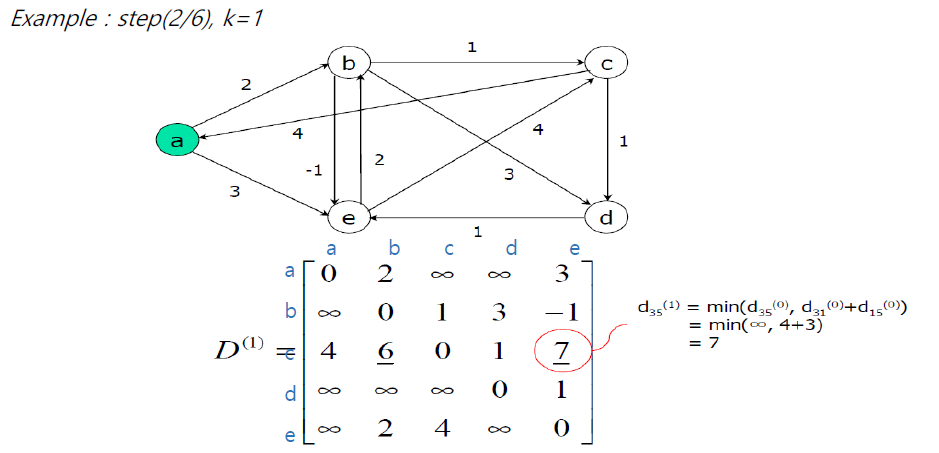 Example : step(2/6), k=1
1
b
c
2
4
4
a
-1
2
3
1
3
e
d
1
a b c d e
a 0 2 ∞ ∞ 3
b ∞ 0 1 3 −1
D(1) = c 4 6 0 1 7
d ∞ ∞ ∞ 0 1
e ∞ 2 4 ∞ 0
d35(1) = min(d35(0), d31(0)+d15(0))
= min(∞, 4+3)
= 7